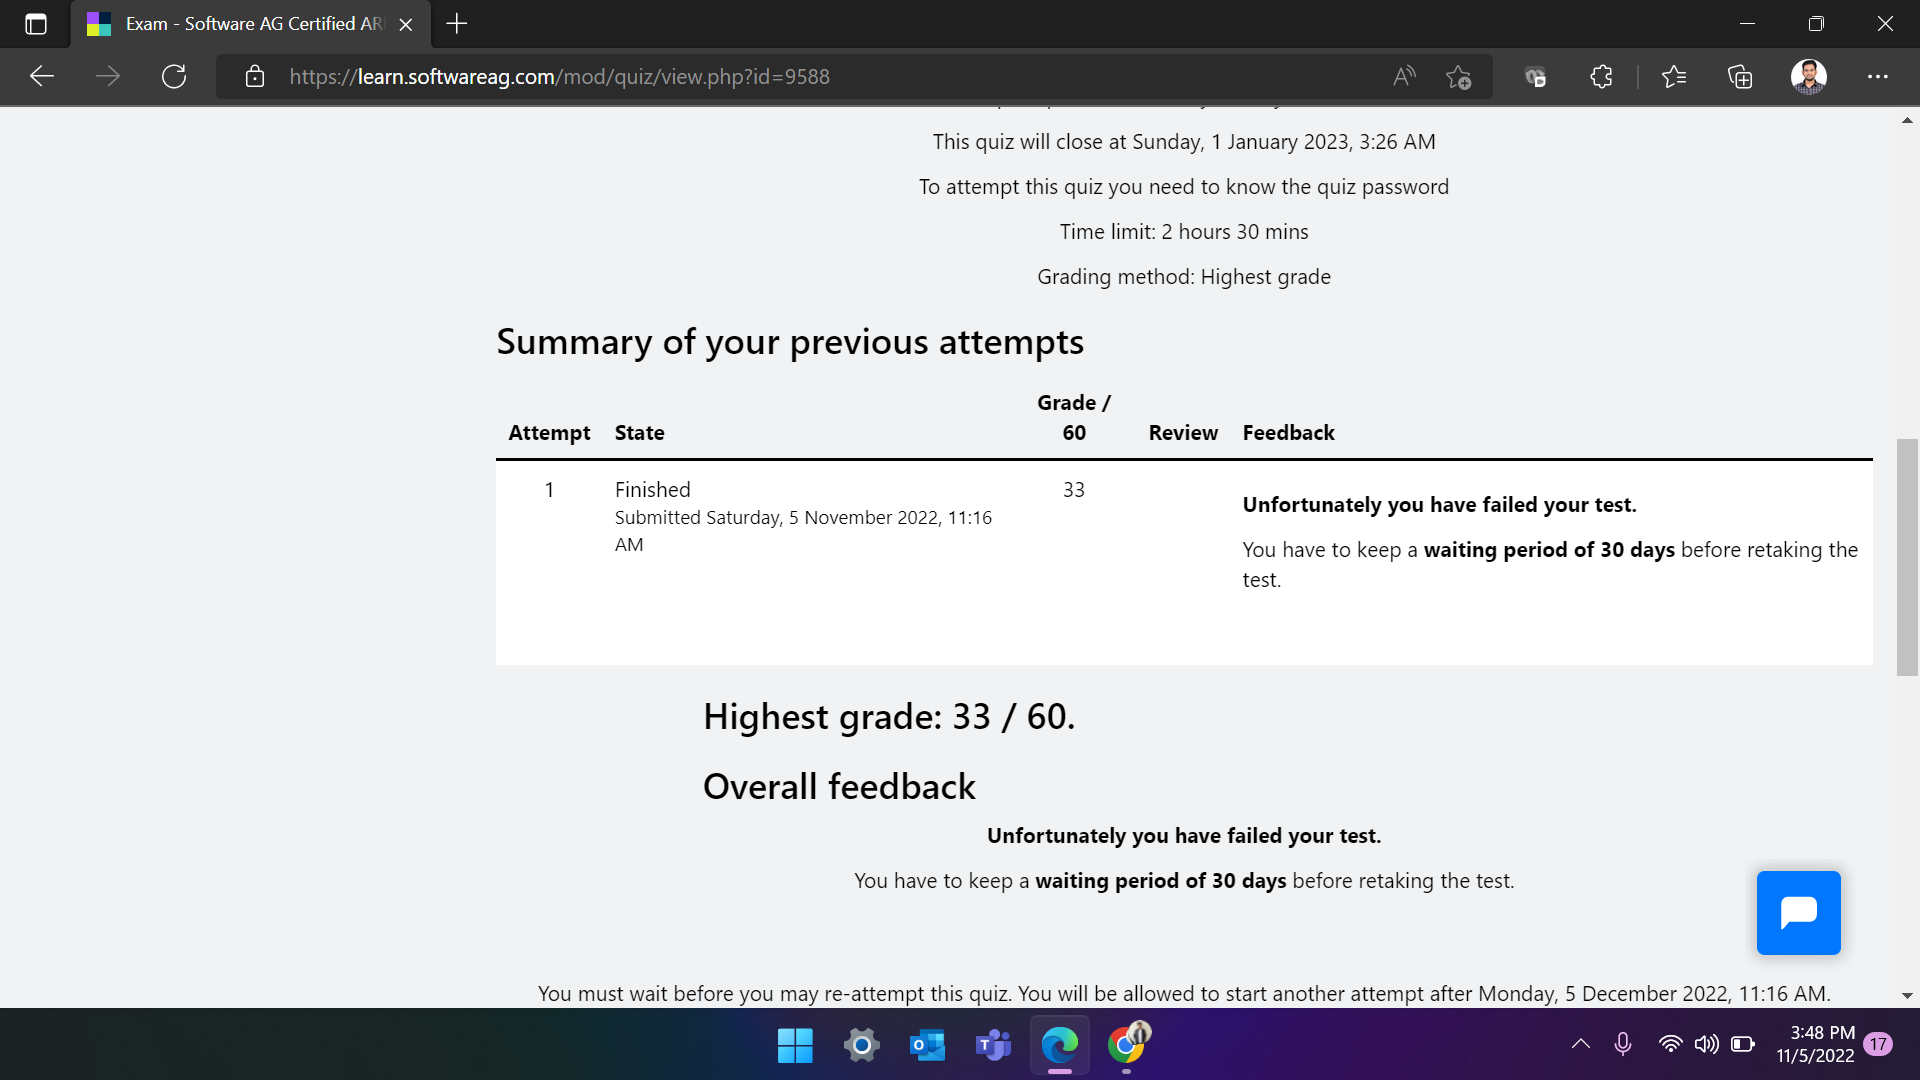 Exam - Software AG Certified AR
https://learn.softwareag.com/mod/quiz/view.php?id=9588
This quiz will close at Sunday, 1 January 2023, 3:26 AM
To attempt this quiz you need to know the quiz password
Time limit: 2 hours 30 mins
Grading method: Highest grade
Summary of your previous attempts
Attempt State Grade / 60 Review Feedback
1 Finished 33 Unfortunately you have failed your test.
Submitted Saturday, 5 November 2022, 11:16
AM
You have to keep a waiting period of 30 days before retaking the
test.
Highest grade: 33 / 60.
Overall feedback
Unfortunately you have failed your test.
You have to keep a waiting period of 30 days before retaking the test.
You must wait before you may re-attempt this quiz. You will be allowed to start another attempt after Monday, 5 December 2022, 11:16 AM.
3:48 PM
11/5/2022
17